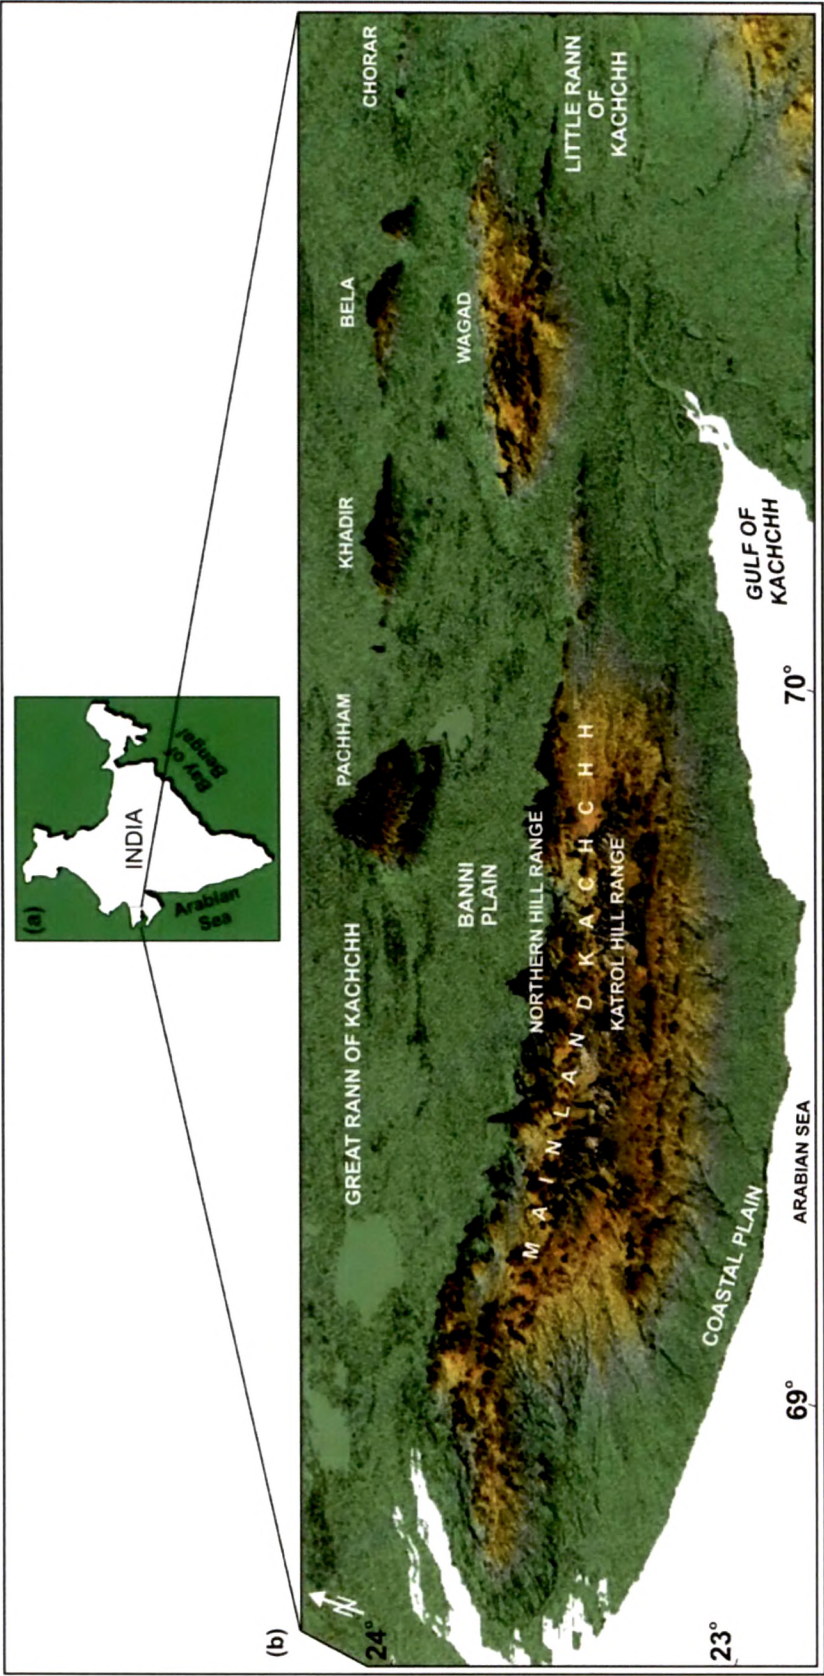 (a)
INDIA
Arabian
Sea
Bay of
Bengal
(b)
N
24°
23°
69°
70°
GREAT RANN OF KACHCHH
PACHHAM
KHADIR
BELA
CHORAR
BANNI
PLAIN
WAGAD
LITTLE RANN
OF
KACHCHH
NORTHERN HILL RANGE
MAINLAND KACHCHH
KATROL HILL RANGE
COASTAL PLAIN
ARABIAN SEA
GULF OF
KACHCHH